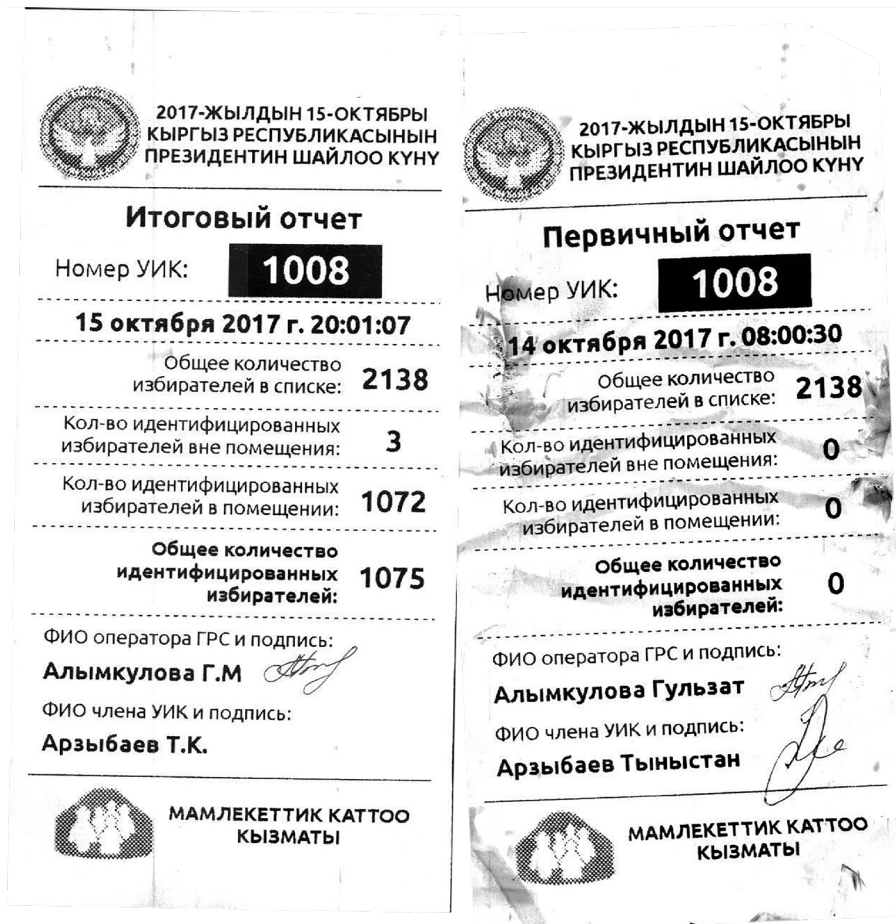 2017-ЖЫЛДЫН 15-ОКТЯБРЫ
КЫРГЫЗ РЕСПУБЛИКАСЫНЫН
ПРЕЗИДЕНТИН ШАЙЛОО КҮНҮ
Итоговый отчет
Номер УИК: 1008
15 октября 2017 г. 20:01:07
Общее количество
избирателей в списке: 2138
Кол-во идентифицированных
избирателей вне помещения: 3
Кол-во идентифицированных
избирателей в помещении: 1072
Общее количество
идентифицированных 1075
избирателей:
ФИО оператора ГРС и подпись:
Алымкулова Г.М
ФИО члена УИК и подпись:
Арзыбаев Т.К.
МАМЛЕКЕТТИК КАТТОО
КЫЗМАТЫ
2017-ЖЫЛДЫН 15-ОКТЯБРЫ
КЫРГЫЗ РЕСПУБЛИКАСЫНЫН
ПРЕЗИДЕНТИН ШАЙЛОО КҮНҮ
Первичный отчет
Номер УИК: 1008
14 октября 2017 г. 08:00:30
Общее количество
избирателей в списке: 2138
Кол-во идентифицированных
избирателей вне помещения: 0
Кол-во идентифицированных
избирателей в помещении: 0
Общее количество
идентифицированных 0
избирателей:
ФИО оператора ГРС и подпись:
Алымкулова Гульзат
ФИО члена УИК и подпись:
Арзыбаев Тыныстан
МАМЛЕКЕТТИК КАТТОО
КЫЗМАТЫ